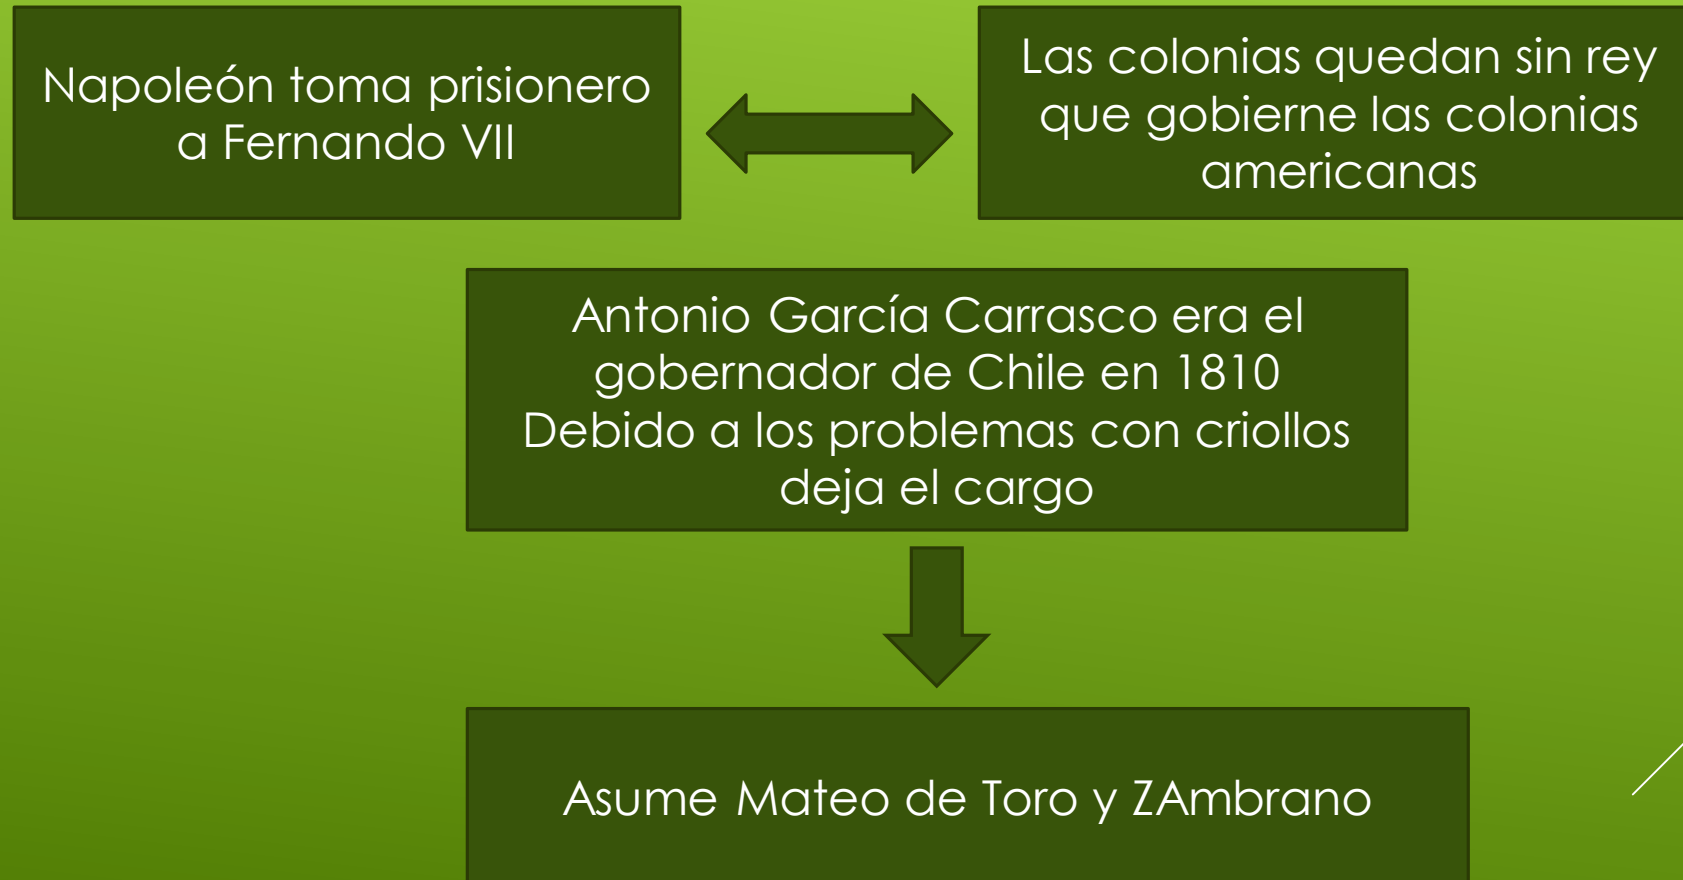 Napoleón toma prisionero
a Fernando VII
Las colonias quedan sin rey
que gobierne las colonias
americanas
Antonio García Carrasco era el
gobernador de Chile en 1810
Debido a los problemas con criollos
deja el cargo
Asume Mateo de Toro y ZAmbrano